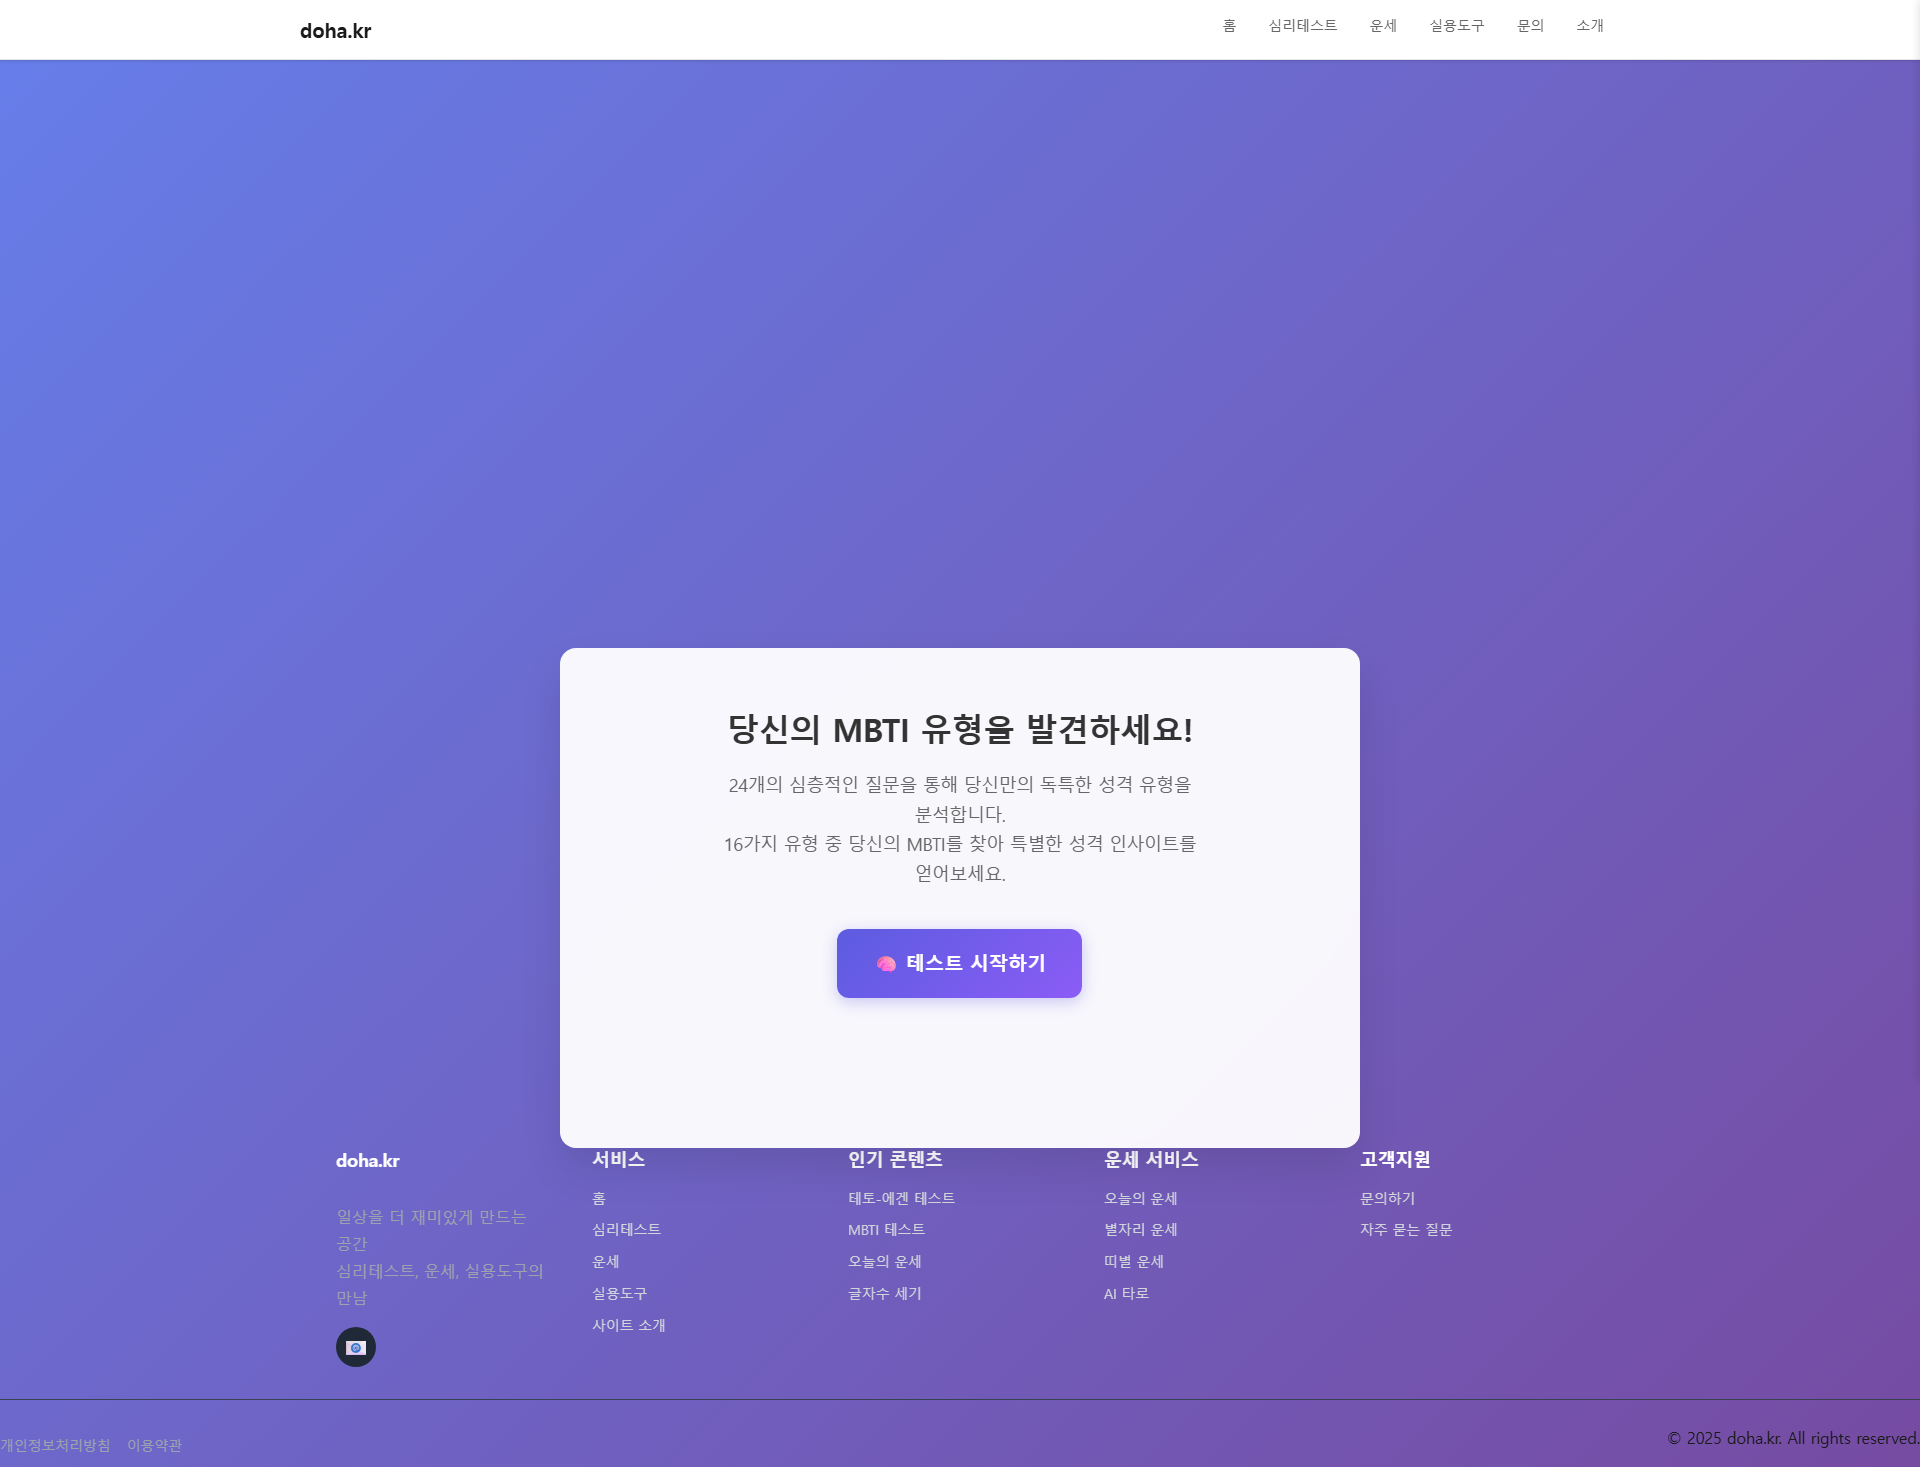 doha.kr
홈
심리테스트
운세
실용도구
문의
소개
당신의 MBTI 유형을 발견하세요!
24개의 심층적인 질문을 통해 당신만의 독특한 성격 유형을
분석합니다.
16가지 유형 중 당신의 MBTI를 찾아 특별한 성격 인사이트를
얻어보세요.
테스트 시작하기
doha.kr
일상을 더 재미있게 만드는
공간
심리테스트, 운세, 실용도구의
만남
서비스
홈
심리테스트
운세
실용도구
사이트 소개
인기 콘텐츠
테토-에겐 테스트
MBTI 테스트
오늘의 운세
글자수 세기
운세 서비스
오늘의 운세
별자리 운세
띠별 운세
AI 타로
고객지원
문의하기
자주 묻는 질문
개인정보처리방침
이용약관
© 2025 doha.kr. All rights reserved.